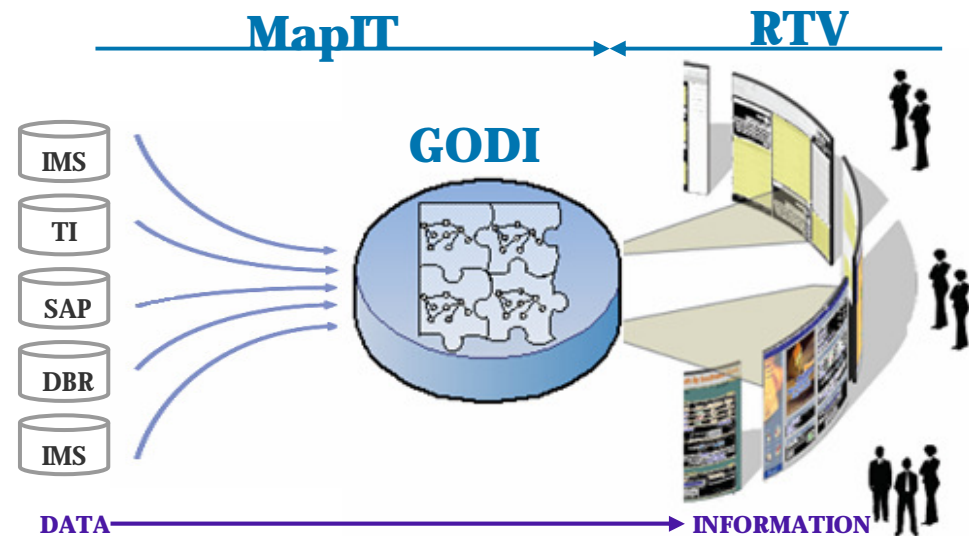 MapIT
RTV
GODI
IMS
TI
SAP
DBR
IMS
DATA
INFORMATION